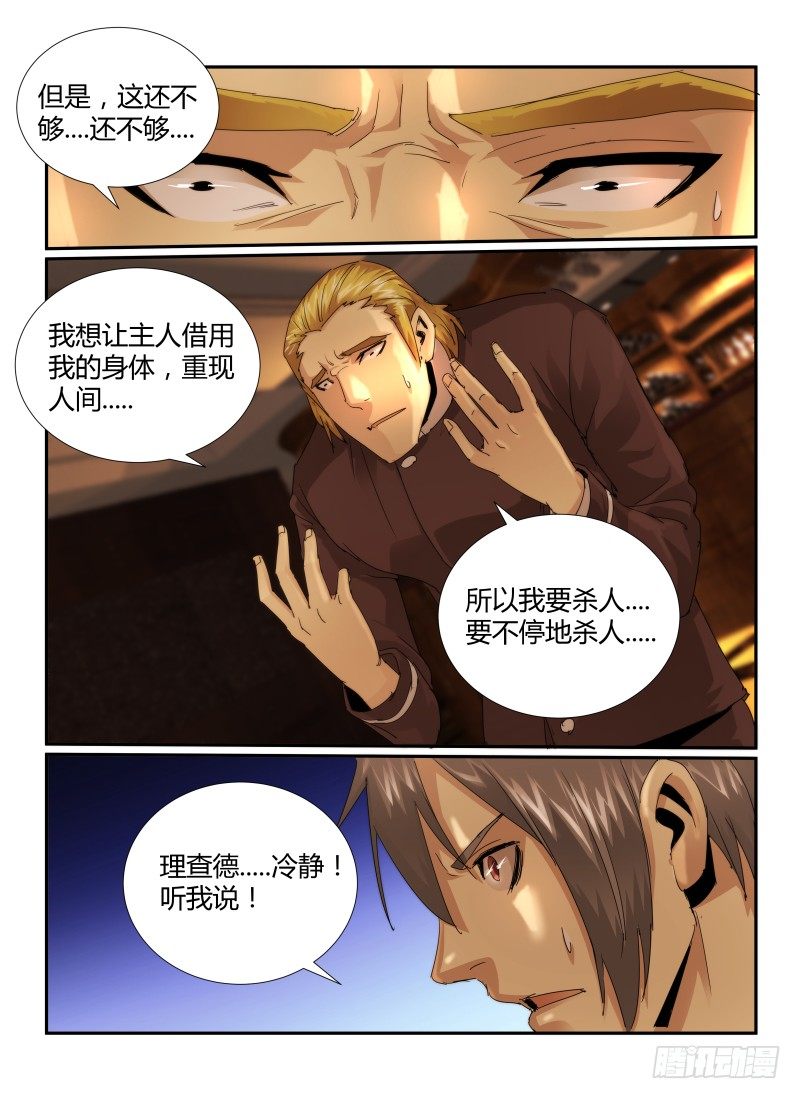 但是，这还不
够....还不够....
我想让主人借用
我的身体，重现
人间.....
所以我要杀人....
要不停地杀人.....
理查德.....冷静！
听我说！
腾讯动漫